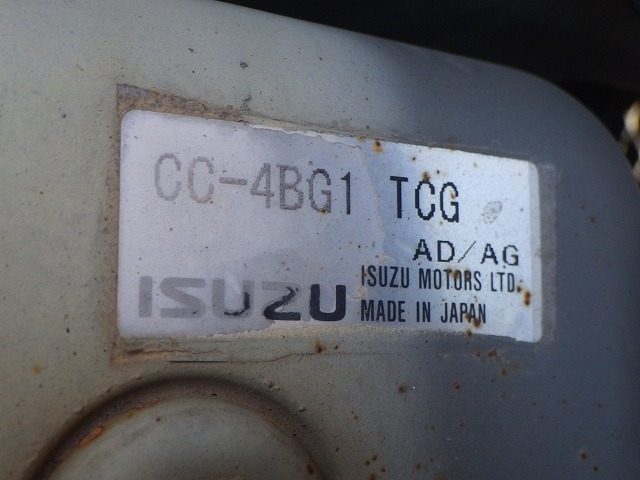 CC-4BG1 TCG
AD/AG
ISUZU MOTORS LTD.
ISUZU MADE IN JAPAN